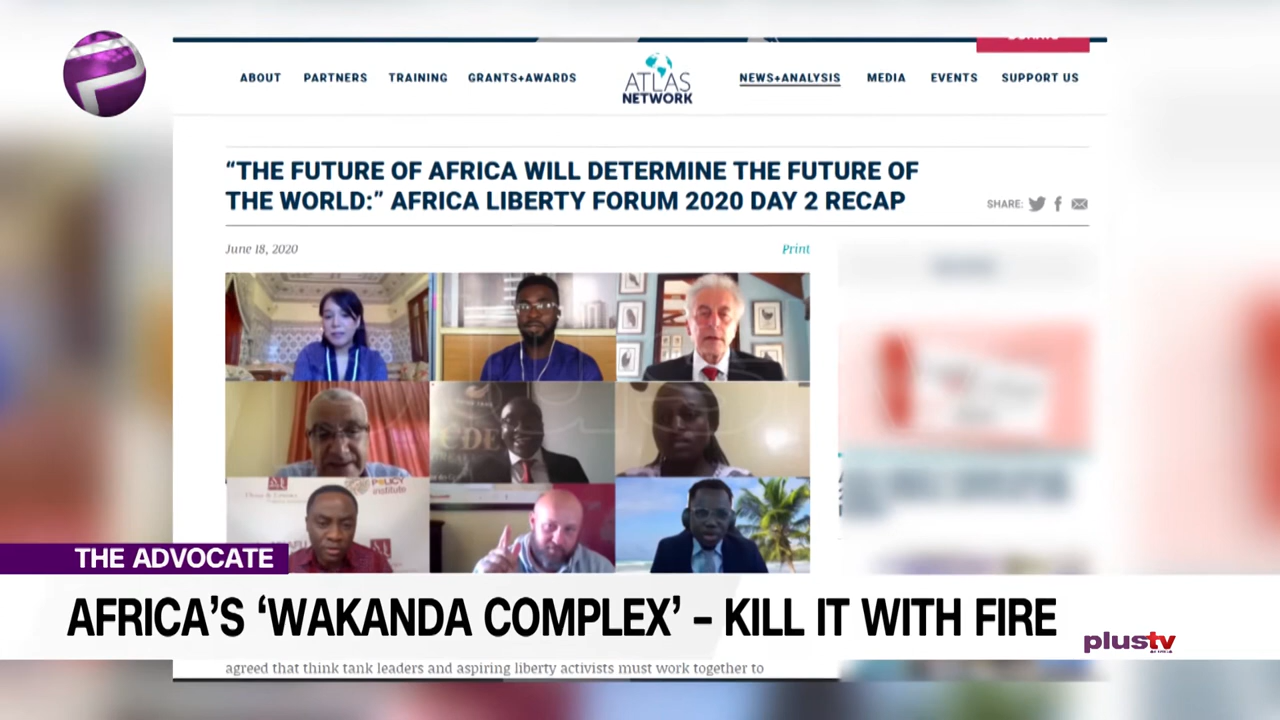 DONATE
ABOUT PARTNERS TRAINING GRANTS+AWARDS
ATLAS
NETWORK
NEWS+ANALYSIS MEDIA EVENTS SUPPORT US
“THE FUTURE OF AFRICA WILL DETERMINE THE FUTURE OF
THE WORLD:” AFRICA LIBERTY FORUM 2020 DAY 2 RECAP
SHARE:
June 18, 2020
Print
CDE
POLICY
institute
THE ADVOCATE
AFRICA’S ‘WAKANDA COMPLEX’ – KILL IT WITH FIRE
plustv
agreed that think tank leaders and aspiring liberty activists must work together to